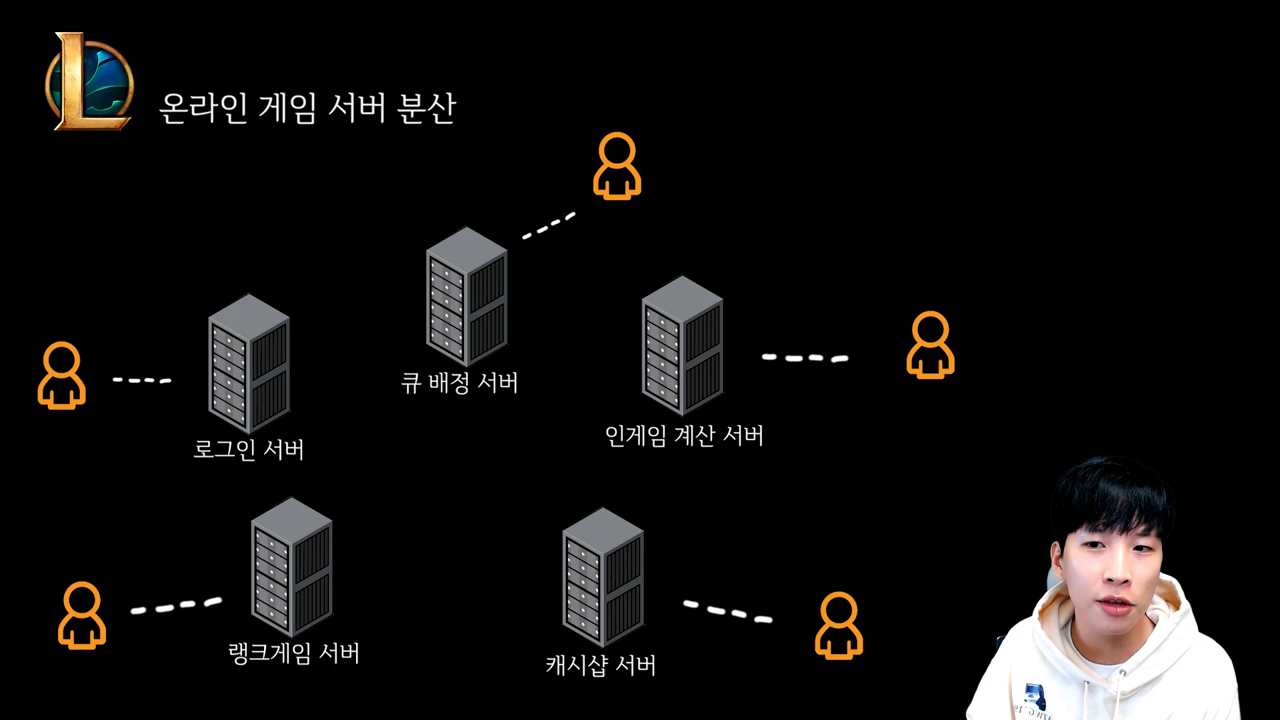 온라인 게임 서버 분산
큐 배정 서버
인게임 계산 서버
로그인 서버
랭크게임 서버
캐시샵 서버